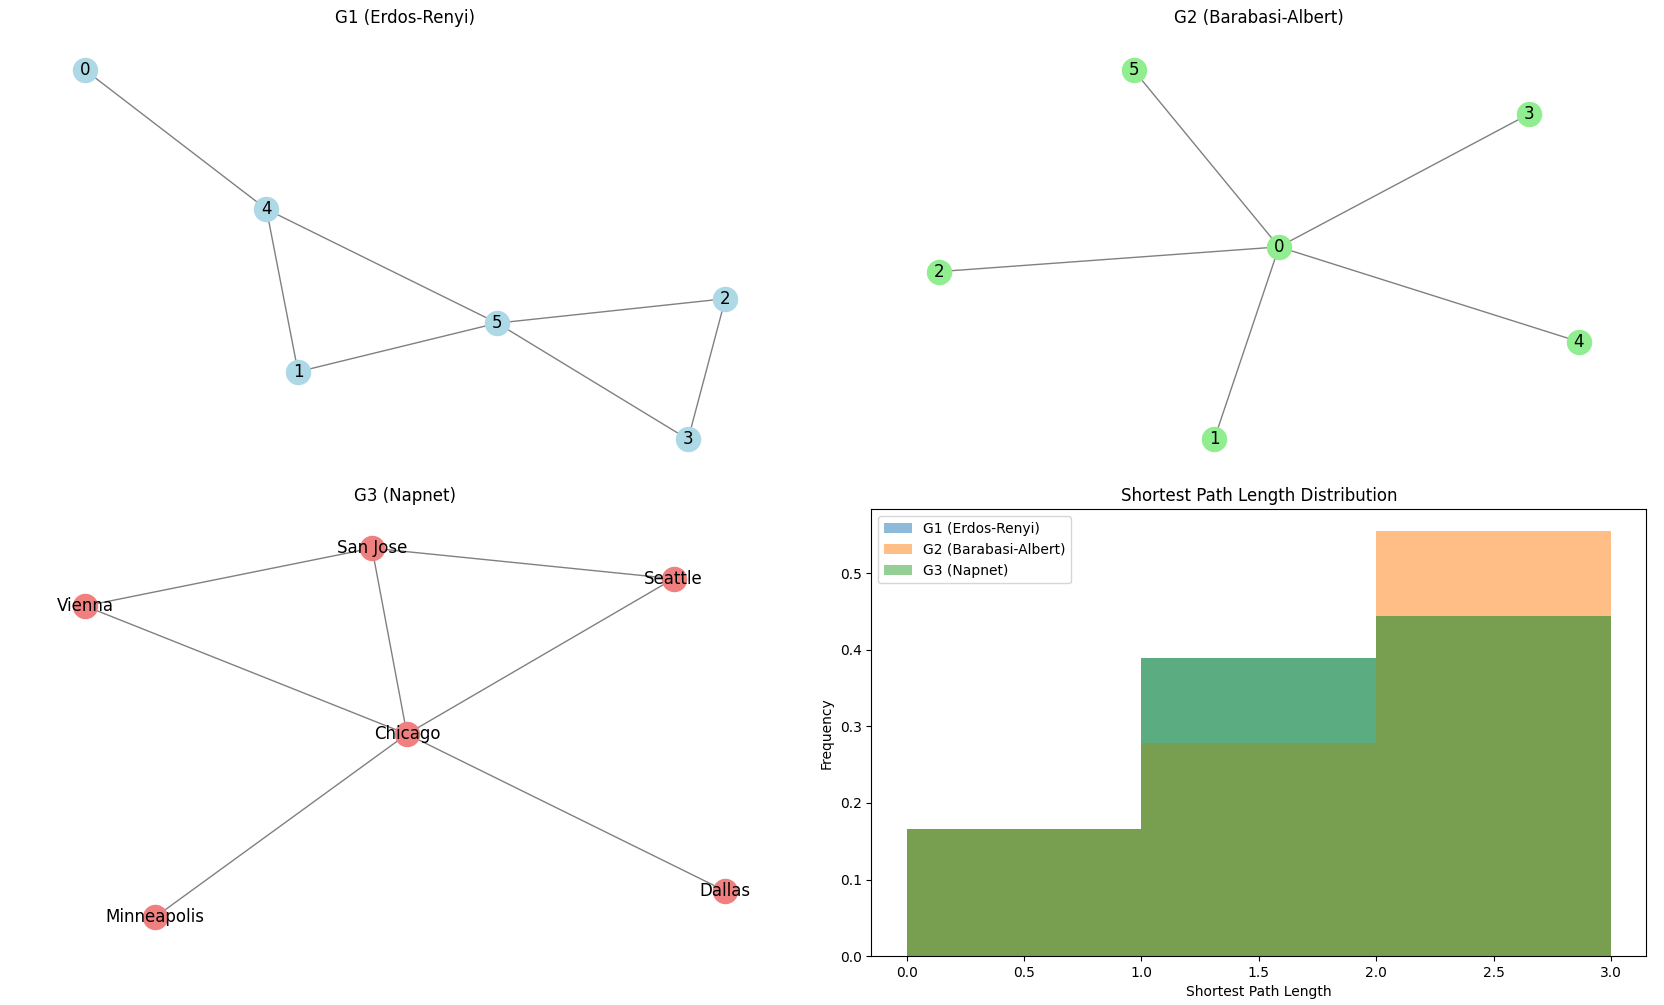 G1 (Erdos-Renyi)
0
4
5
2
1
3
G2 (Barabasi-Albert)
5
3
0
2
4
1
G3 (Napnet)
San Jose
Seattle
Vienna
Chicago
Dallas
Minneapolis
Shortest Path Length Distribution
G1 (Erdos-Renyi)
G2 (Barabasi-Albert)
G3 (Napnet)
Frequency
0.5
0.4
0.3
0.2
0.1
0.0
0.0 0.5 1.0 1.5 2.0 2.5 3.0
Shortest Path Length